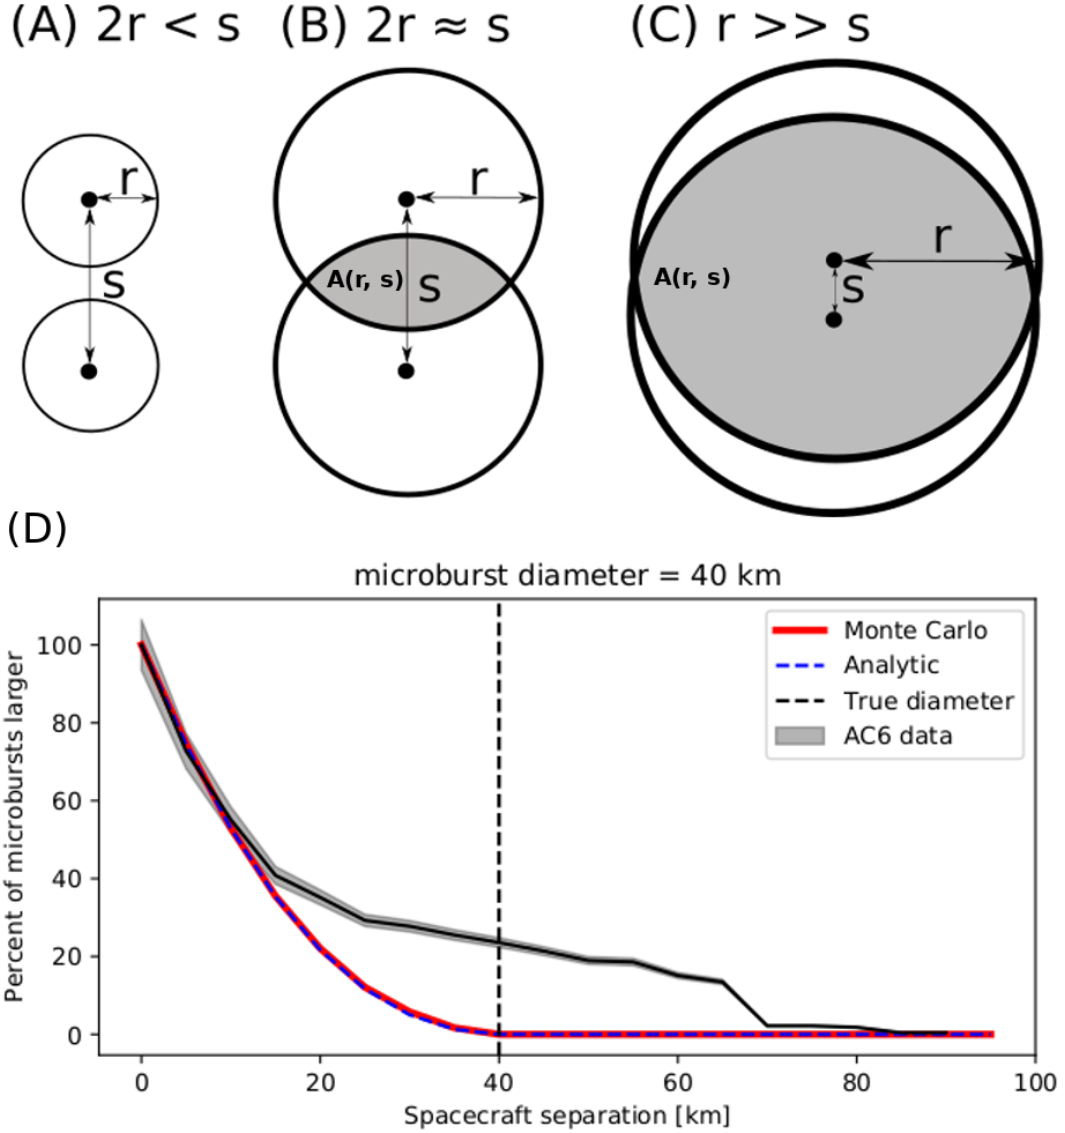 (A) 2r < s
(B) 2r ≈ s
(C) r >> s
r
s
r
A(r, s)
s
r
A(r, s)
s
(D)
microburst diameter = 40 km
Percent of microbursts larger
100
80
60
40
20
0
Monte Carlo
Analytic
True diameter
AC6 data
0
20
40
60
80
100
Spacecraft separation [km]